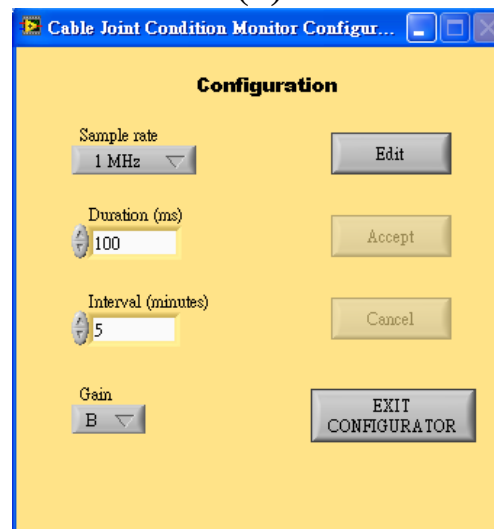 Cable Joint Condition Monitor Configur...
Configuration
Sample rate
1 MHz
Edit
Duration (ms)
100
Accept
Interval (minutes)
5
Cancel
Gain
B
EXIT
CONFIGURATOR